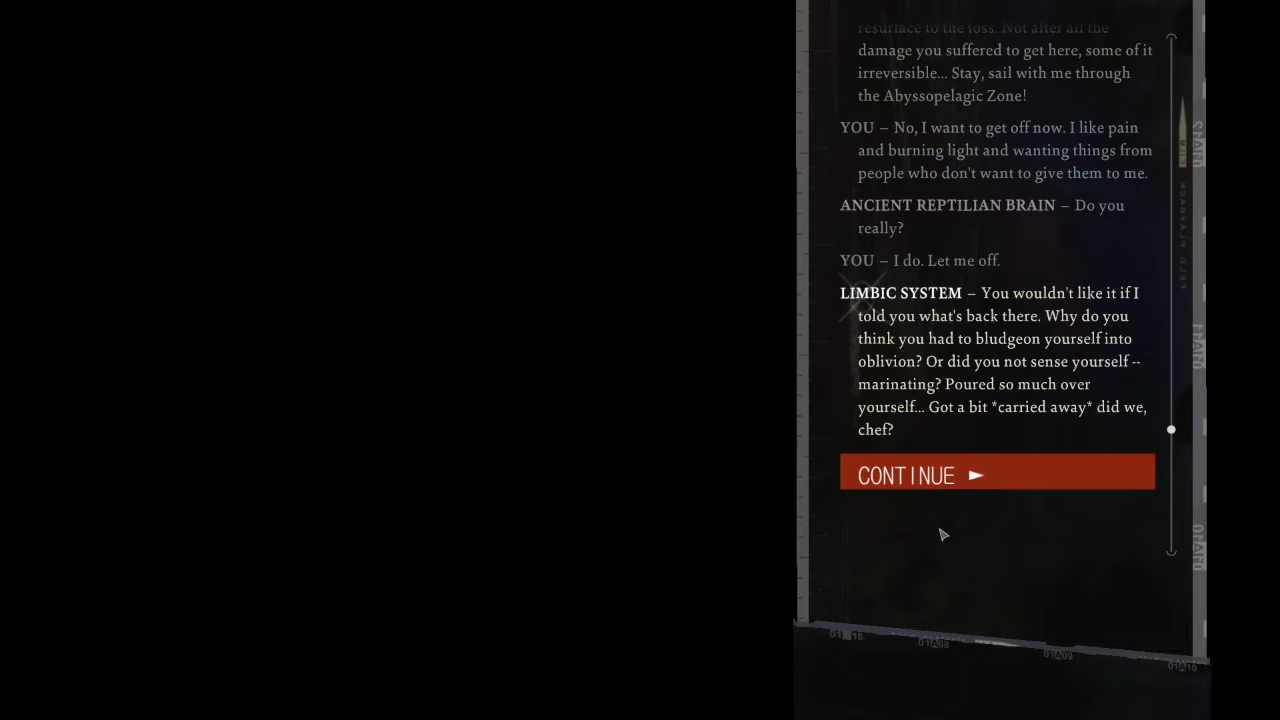 resurface to the loss. Not after all the
damage you suffered to get here, some of it
irreversible... Stay, sail with me through
the Abyssopelagic Zone!
YOU – No, I want to get off now. I like pain
and burning light and wanting things from
people who don't want to give them to me.
ANCIENT REPTILIAN BRAIN – Do you
really?
YOU – I do. Let me off.
LIMBIC SYSTEM – You wouldn't like it if I
told you what's back there. Why do you
think you had to bludgeon yourself into
oblivion? Or did you not sense yourself --
marinating? Poured so much over
yourself... Got a bit *carried away* did we,
chef?
CONTINUE ►
01A08
01A09
01A10